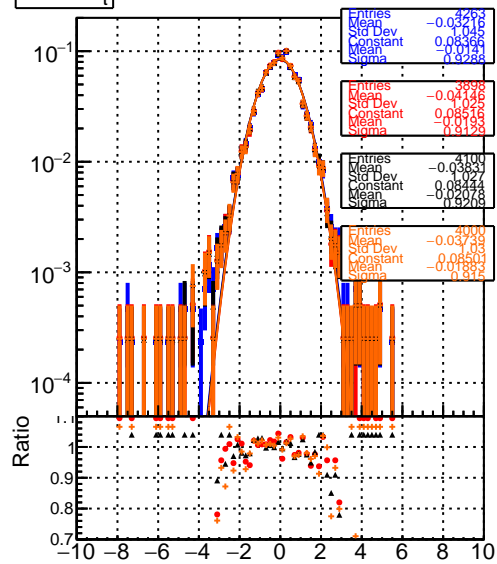 t
Entries 4263
Mean −0.03216
Std Dev 1.045
Constant 0.08366
Mean −0.0141
Sigma 0.9288
Entries 3898
Mean −0.04146
Std Dev 1.025
Constant 0.08516
Mean −0.0193
Sigma 0.9129
Entries 4100
Mean −0.03831
Std Dev 1.027
Constant 0.08444
Mean −0.02078
Sigma 0.9209
Entries 4000
Mean −0.03739
Std Dev 1.03
Constant 0.08501
Mean −0.01892
Sigma 0.915
10−1
10−2
10−3
10−4
Ratio
1.1
1
0.9
0.8
0.7
−10 −8 −6 −4 −2 0 2 4 6 8 10